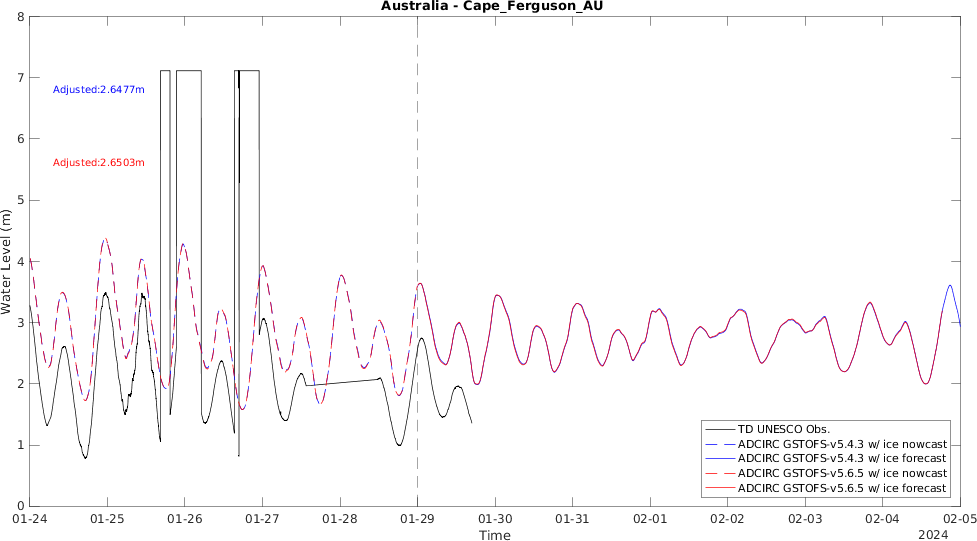 Australia - Cape_Ferguson_AU
8
7
6
5
4
3
2
1
0
Water Level (m)
Adjusted:2.6477m
Adjusted:2.6503m
TD UNESCO Obs.
ADCIRC GSTOFS-v5.4.3 w/ ice nowcast
ADCIRC GSTOFS-v5.4.3 w/ ice forecast
ADCIRC GSTOFS-v5.6.5 w/ ice nowcast
ADCIRC GSTOFS-v5.6.5 w/ ice forecast
01-24 01-25 01-26 01-27 01-28 01-29 01-30 01-31 02-01 02-02 02-03 02-04 02-05
Time
2024